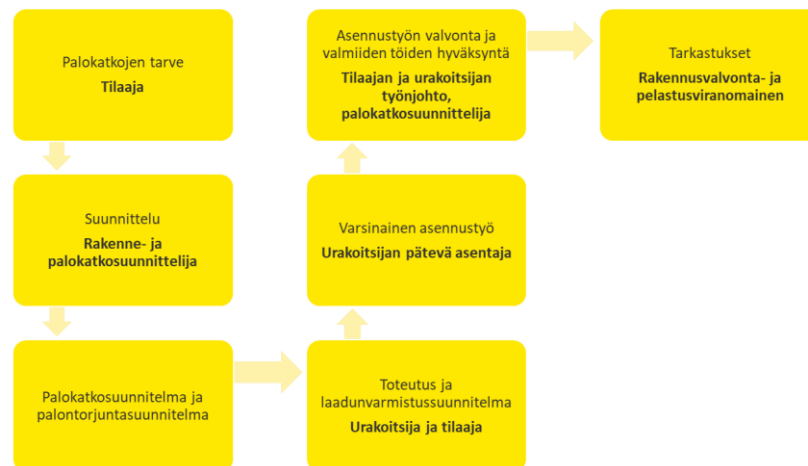 Palokatkojen tarve
Tilaaja
Suunnittelu
Rakenne- ja
palokatkosuunnittelija
Palokatkosuunnitelma ja
palontorjuntasuunnitelma
Toteutus ja
laadunvarmistussuunnitelma
Urakoitsija ja tilaaja
Varsinainen asennustyö
Urakoitsijan pätevä asentaja
Asennustyön valvonta ja
valmiiden töiden hyväksyntä
Tilaajan ja urakoitsijan
työnjohto,
palokatkosuunnittelija
Tarkastukset
Rakennusvalvonta- ja
pelastusviranomainen